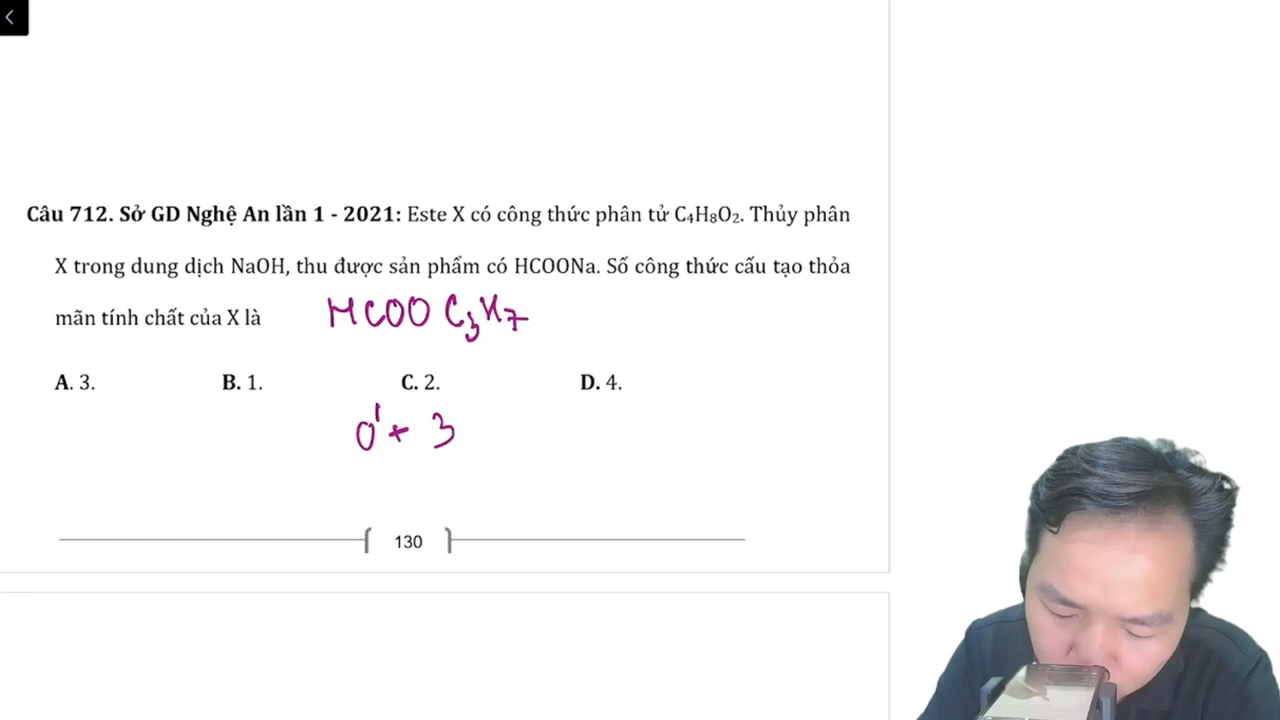 Câu 712. Sở GD Nghệ An lần 1 - 2021: Este X có công thức phân tử C₄H₈O₂. Thủy phân
X trong dung dịch NaOH, thu được sản phẩm có HCOONa. Số công thức cấu tạo thỏa
mãn tính chất của X là
HCOO C₃H₇
A. 3. B. 1. C. 2. D. 4.
0' + 3
130